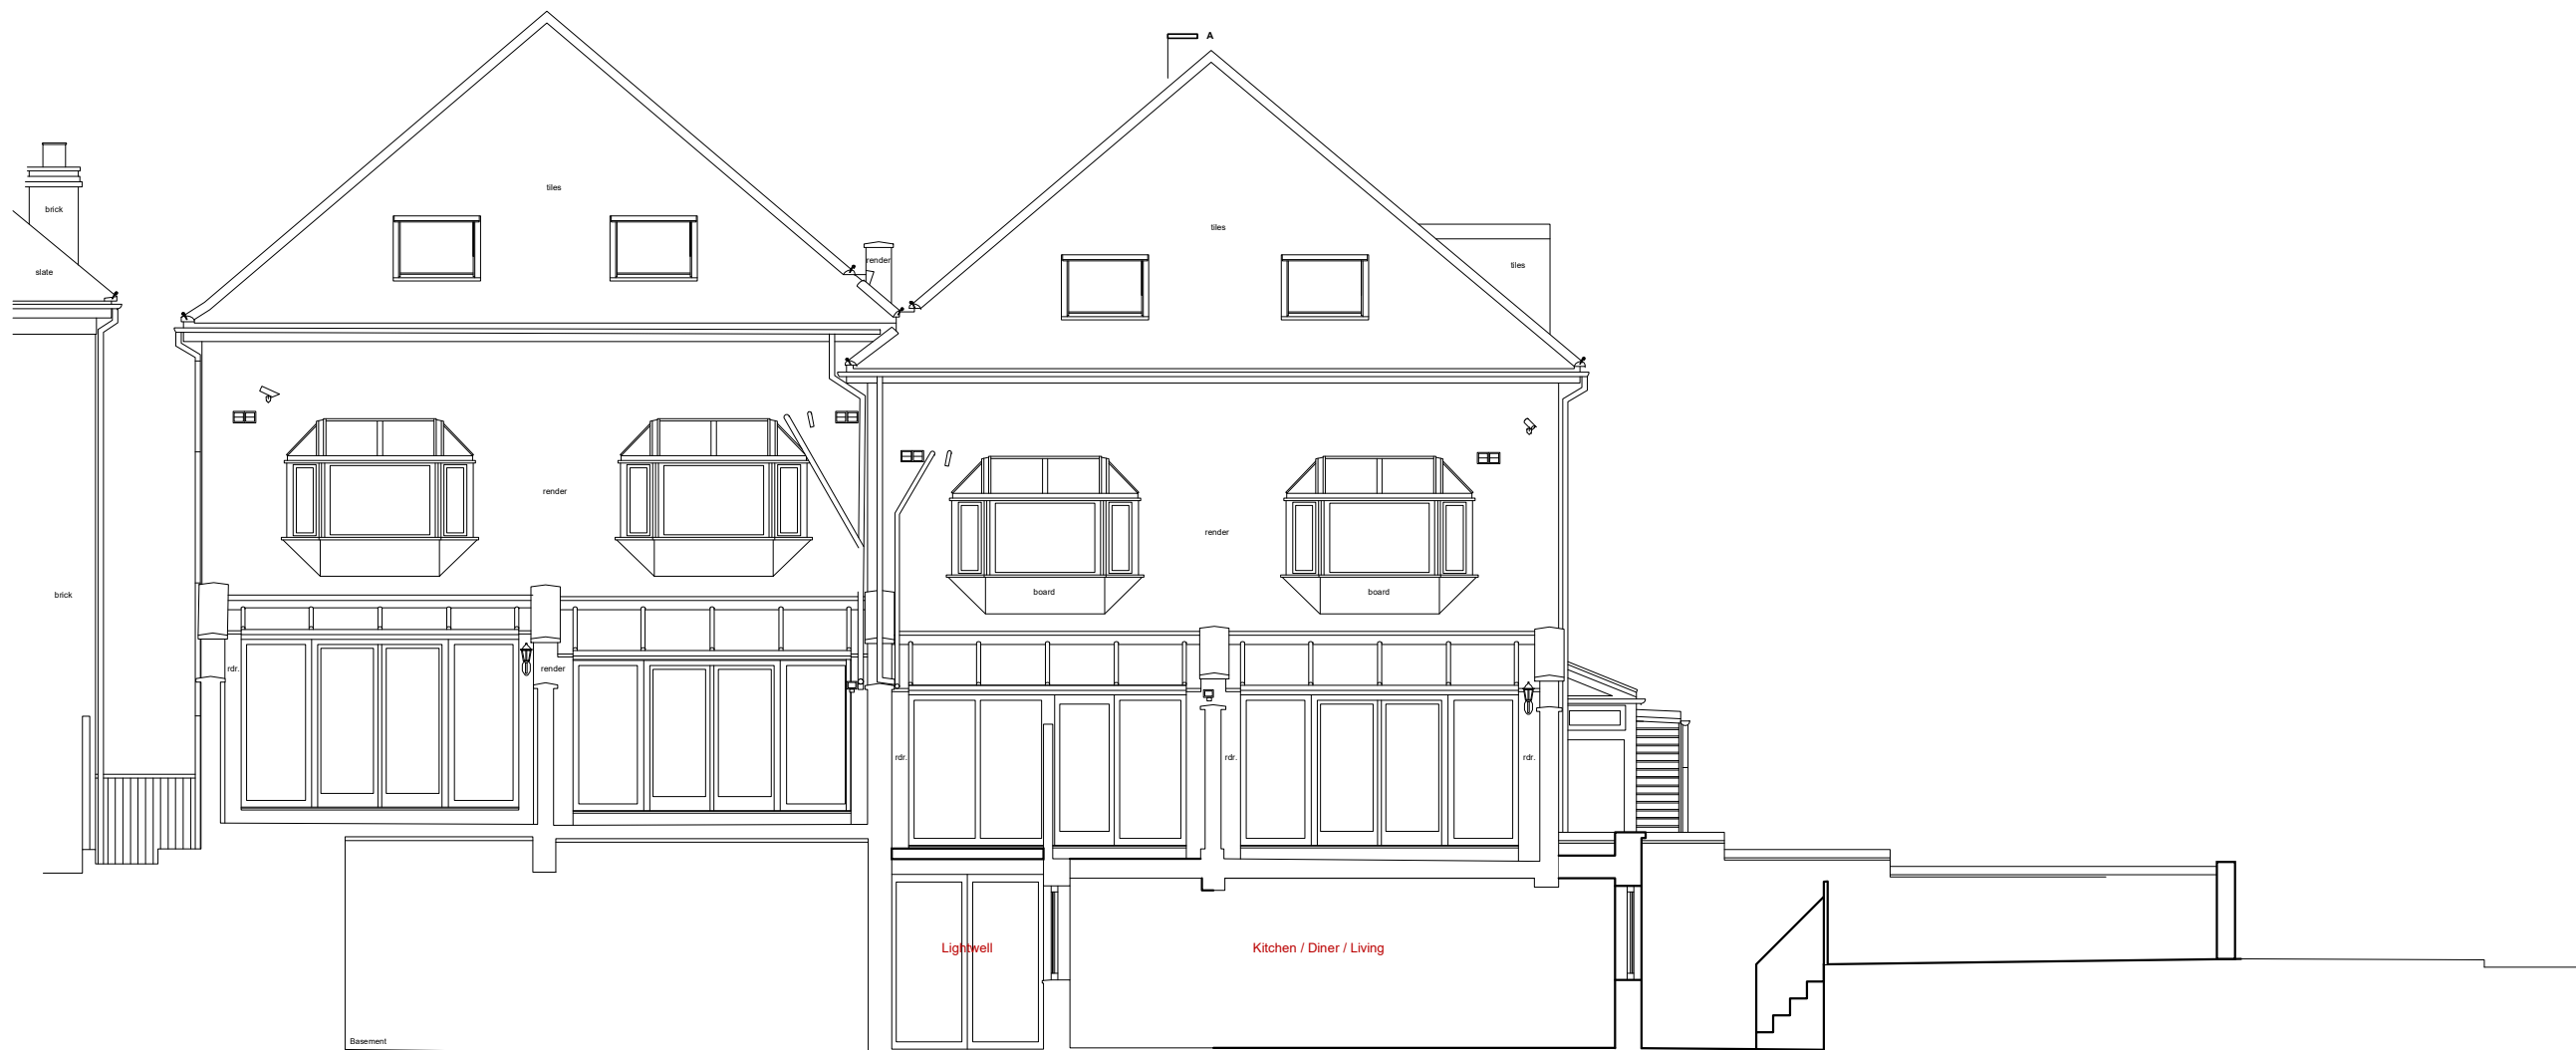 A
tiles
brick
tiles
render
tiles
slate
render
render
brick
board
board
rdr.
render
rdr.
rdr.
rdr.
Lightwell
Kitchen / Diner / Living
Basement